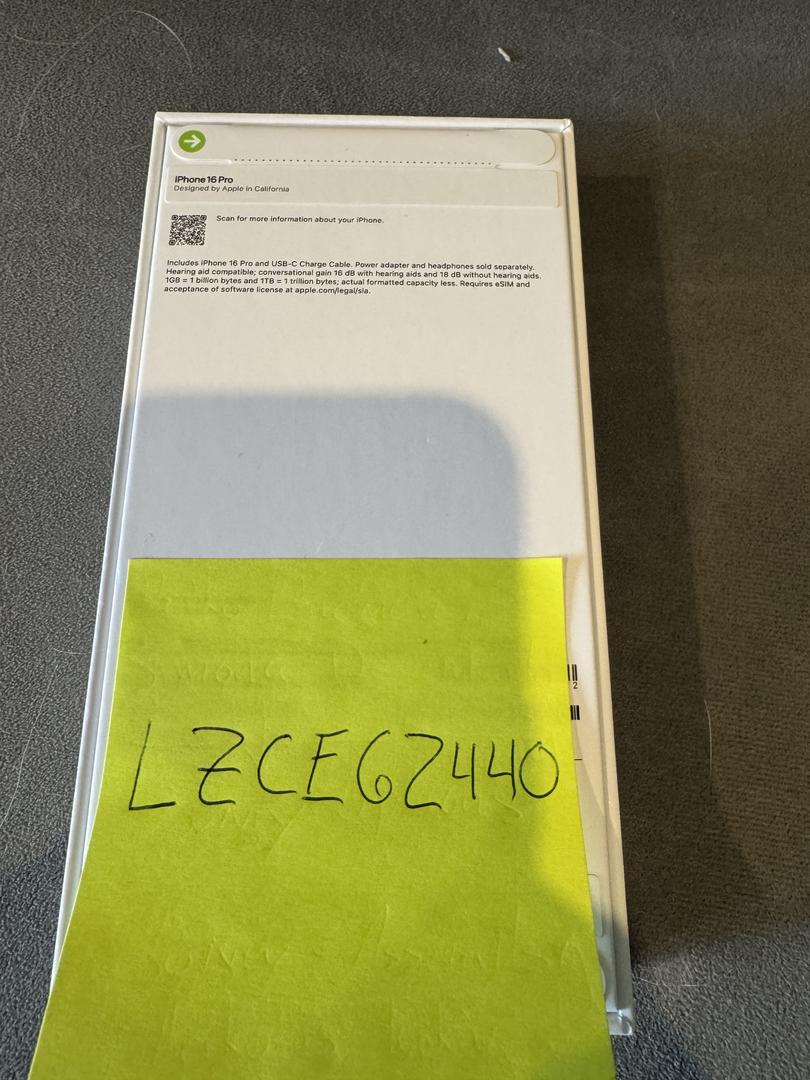 iPhone 16 Pro
Designed by Apple in California
Scan for more information about your iPhone.
Includes iPhone 16 Pro and USB-C Charge Cable. Power adapter and headphones sold separately.
Hearing aid compatible; conversational gain 16 dB with hearing aids and 18 dB without hearing aids.
1GB = 1 billion bytes and 1TB = 1 trillion bytes; actual formatted capacity less. Requires eSIM and
acceptance of software license at apple.com/legal/sla.
2
LZCE62440